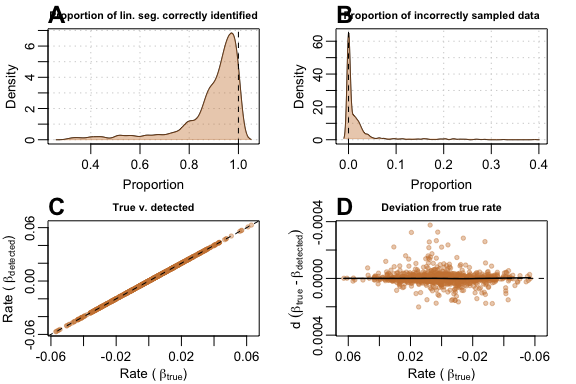 A
Proportion of lin. seg. correctly identified
Density
0 2 4 6
0.4 0.6 0.8 1.0
Proportion
B
Proportion of incorrectly sampled data
Density
0 20 40 60
0.0 0.1 0.2 0.3 0.4
Proportion
C
True v. detected
Rate ( βdetected)
-0.06 0.00 0.06
-0.06 -0.02 0.02 0.06
Rate ( βtrue)
D
Deviation from true rate
d (βtrue - βdetected)
0.0004 0.0000 -0.0004
0.06 0.02 -0.02 -0.06
Rate ( βtrue)